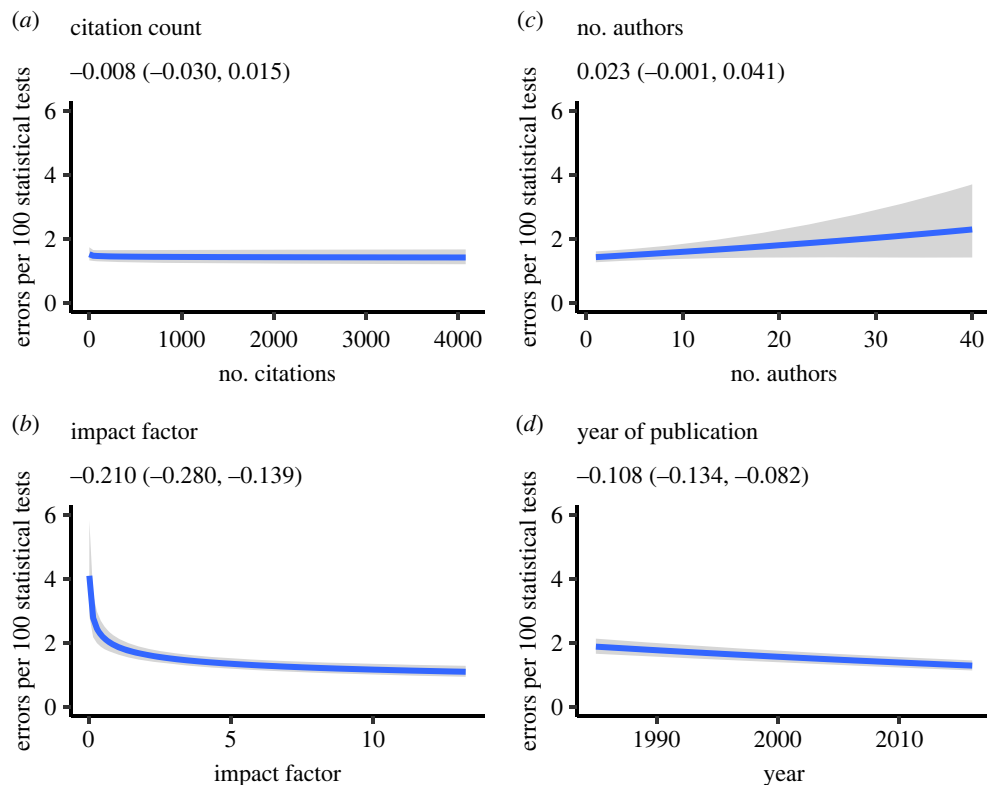 (a)
citation count
–0.008 (–0.030, 0.015)
errors per 100 statistical tests
6
4
2
0
0 1000 2000 3000 4000
no. citations
(c)
no. authors
0.023 (–0.001, 0.041)
errors per 100 statistical tests
6
4
2
0
0 10 20 30 40
no. authors
(b)
impact factor
–0.210 (–0.280, –0.139)
errors per 100 statistical tests
6
4
2
0
0 5 10
impact factor
(d)
year of publication
–0.108 (–0.134, –0.082)
errors per 100 statistical tests
6
4
2
0
1990 2000 2010
year